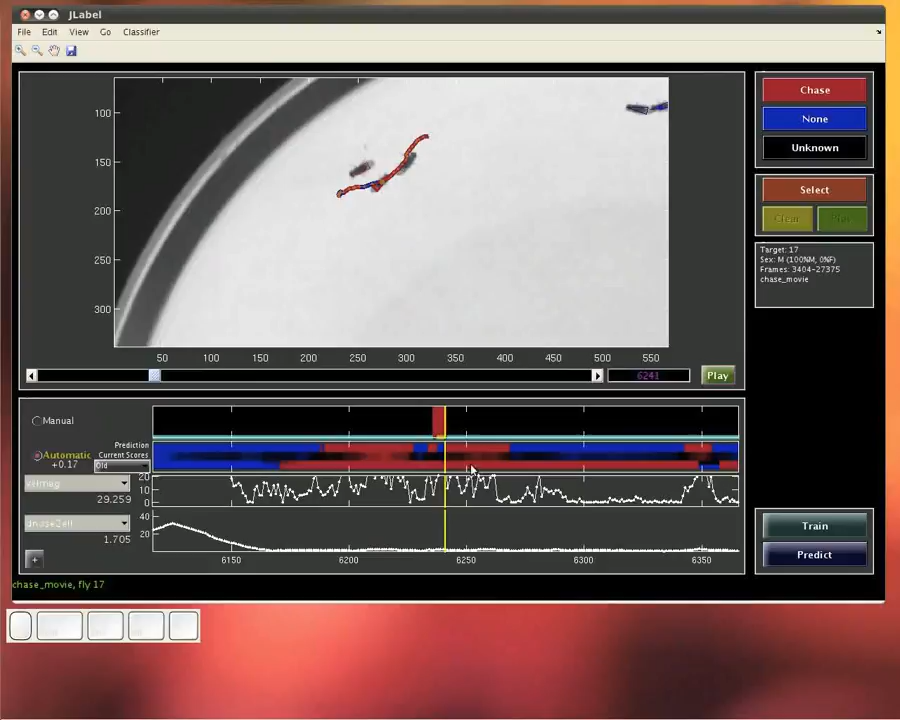 JLabel
File Edit View Go Classifier
Chase
None
Unknown
Select
Clear
Target: 17
Sex: M (100%M, 0%F)
Frames: 3404-27375
chase_movie
100
150
200
250
300
50 100 150 200 250 300 350 400 450 500 550
6241
Play
Manual
Prediction
Automatic
Current Scores
+0.17
Old
20
10
0
29.259
40
20
1.705
+
6150 6200 6250 6300 6350
Train
Predict
chase_movie, fly 17